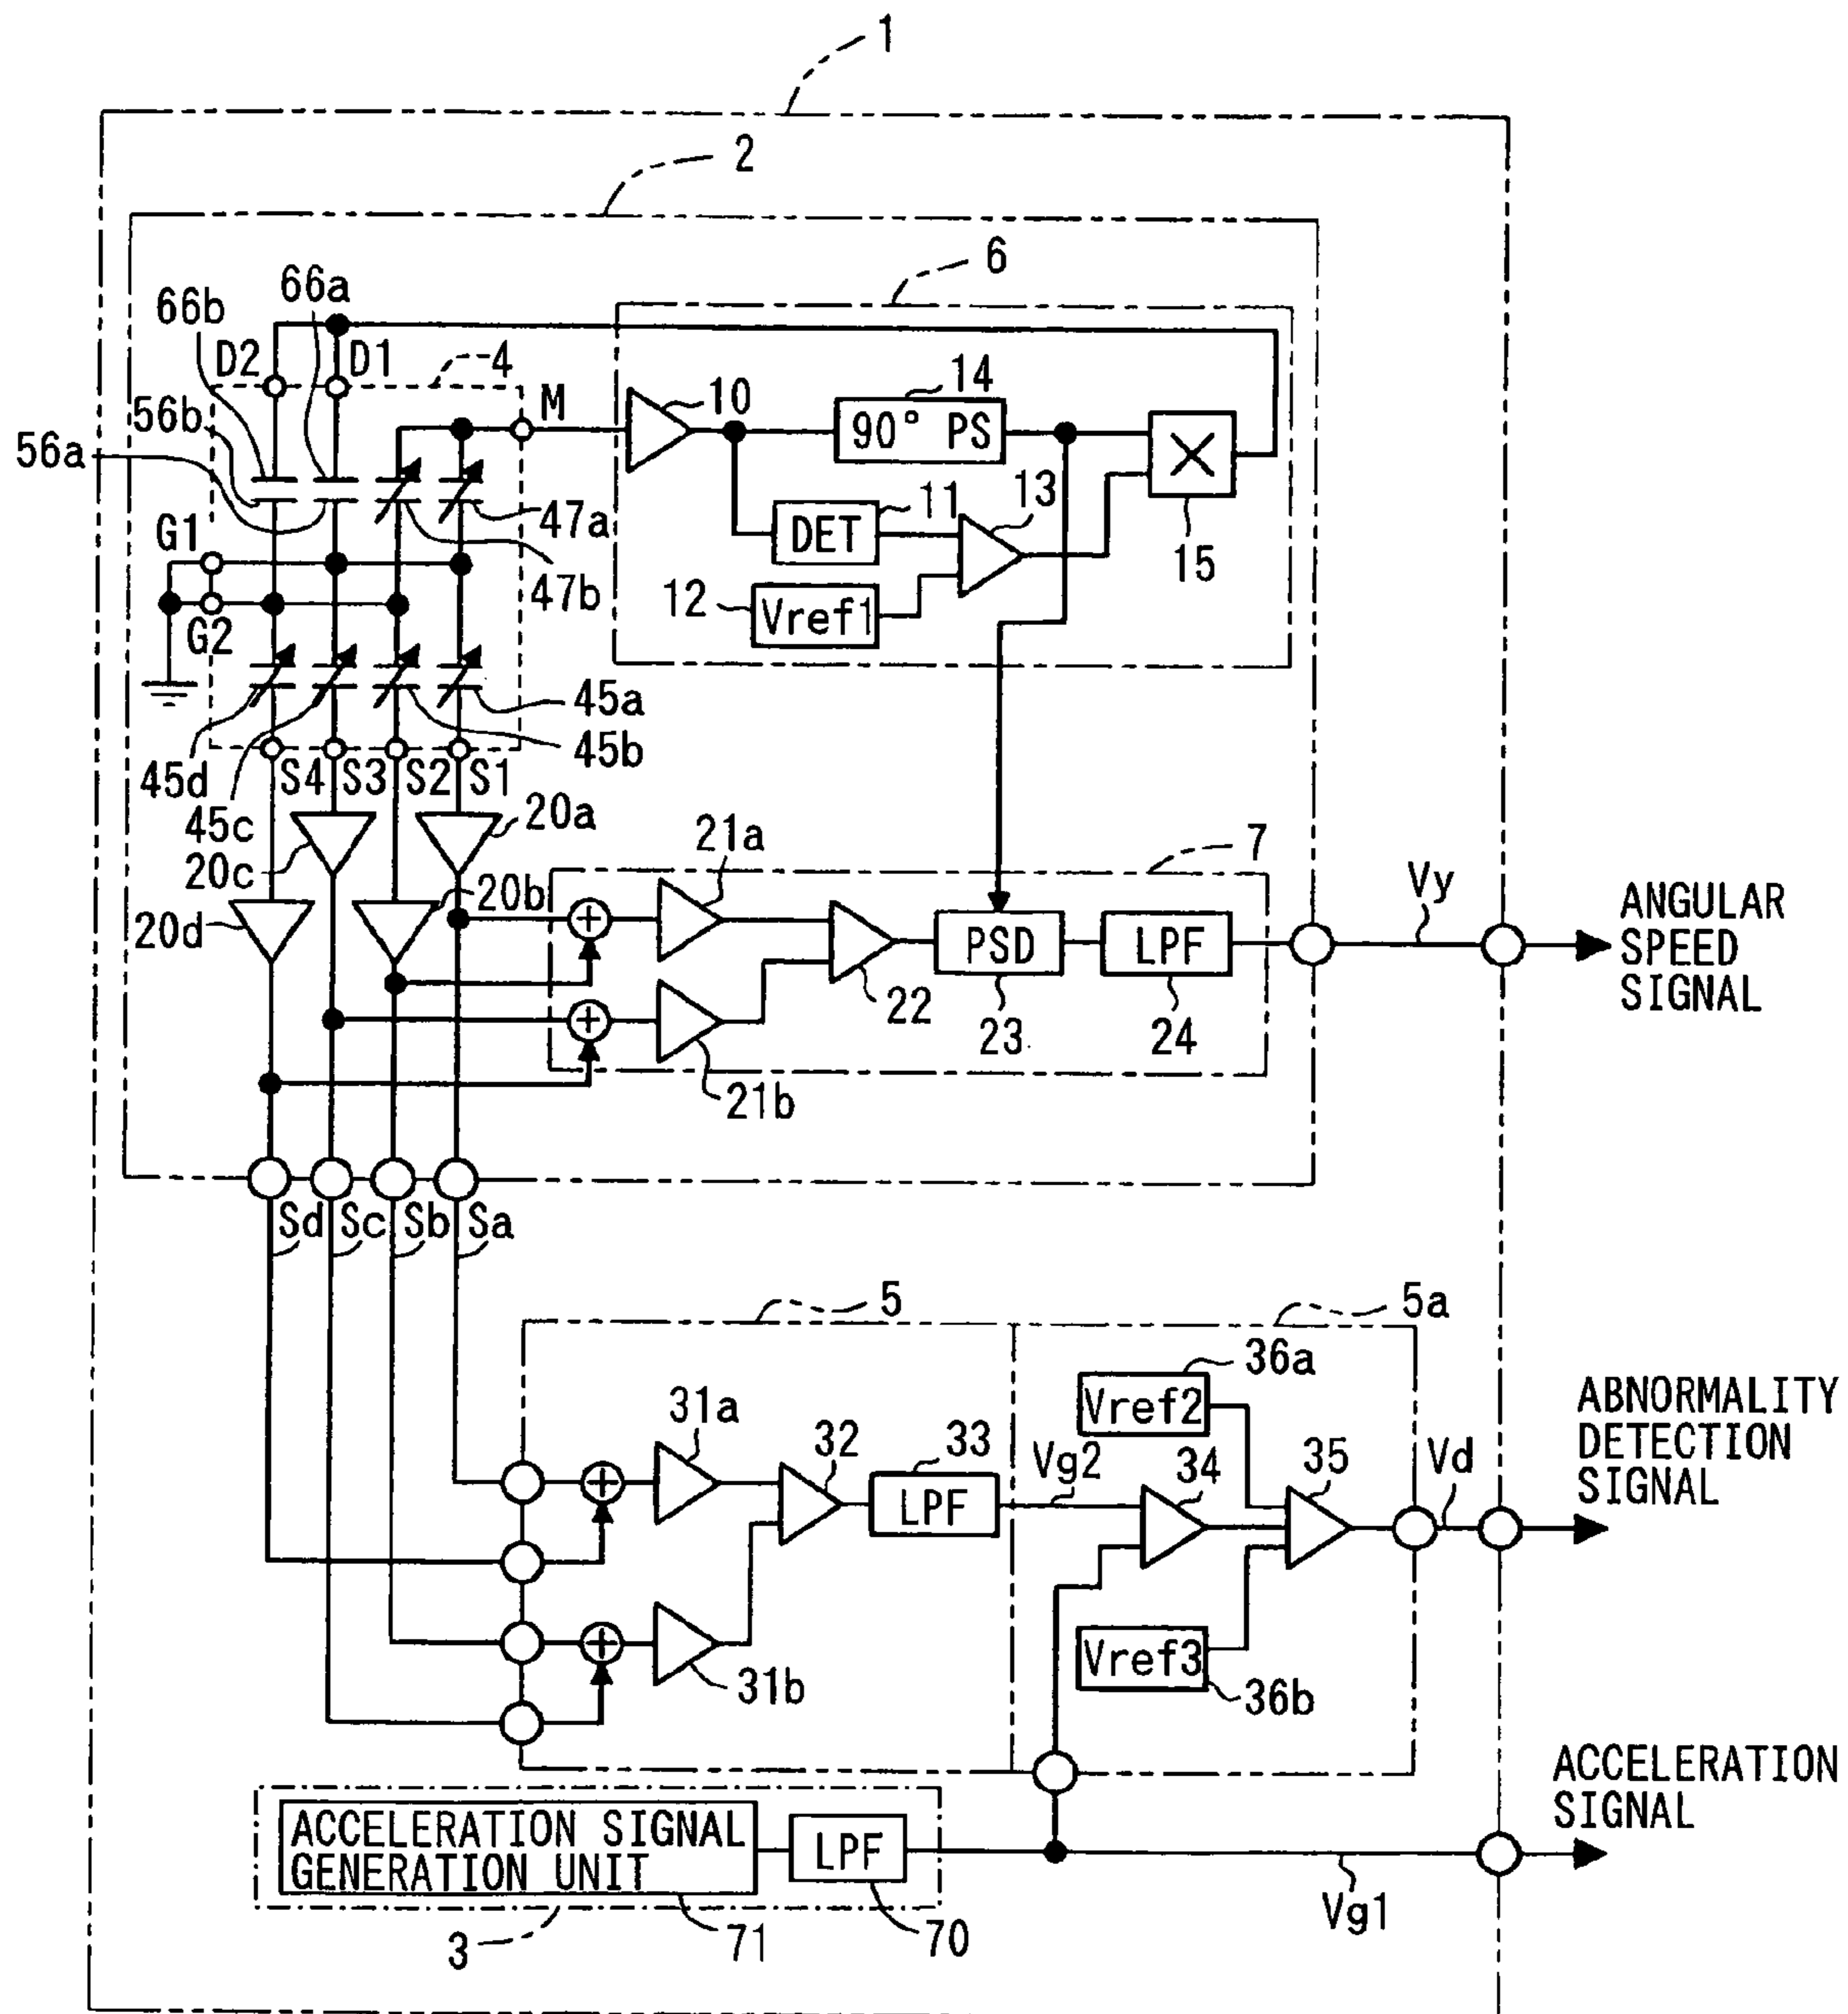 1
2
6
66a
66b
D2
D1
4
M
10
14
90° PS
56b
56a
11
13
47a
DET
G1
15
47b
12
Vref1
G2
45a
45b
45d
S4
S3
S2
S1
45c
20a
21a
7
20c
20b
Vy
ANGULAR
SPEED
SIGNAL
20d
PSD
LPF
22
23
24
21b
Sd
Sc
Sb
Sa
5
5a
36a
Vref2
31a
32
33
Vg2
34
35
Vd
ABNORMALITY
DETECTION
SIGNAL
LPF
Vref3
31b
36b
ACCELERATION
SIGNAL
ACCELERATION SIGNAL
GENERATION UNIT
LPF
Vg1
3
71
70